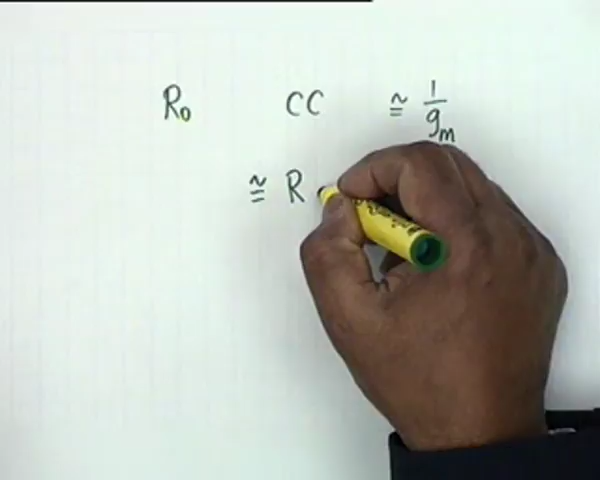 R₀ CC ≅ 1/gₘ
≅ R